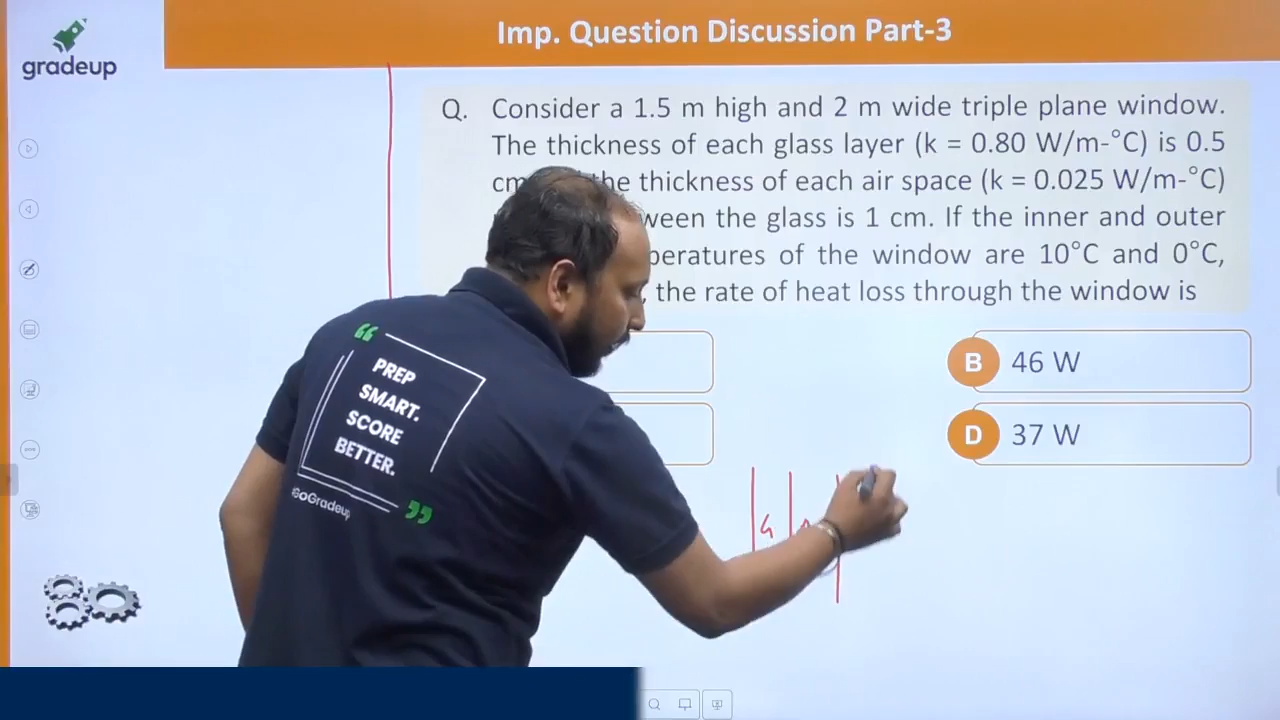 Imp. Question Discussion Part-3
gradeup
Q. Consider a 1.5 m high and 2 m wide triple plane window.
The thickness of each glass layer (k = 0.80 W/m-°C) is 0.5
the thickness of each air space (k = 0.025 W/m-°C)
the glass is 1 cm. If the inner and outer
of the window are 10°C and 0°C,
the rate of heat loss through the window is
B 46 W
D 37 W
PREP
SMART.
SCORE
BETTER.
G